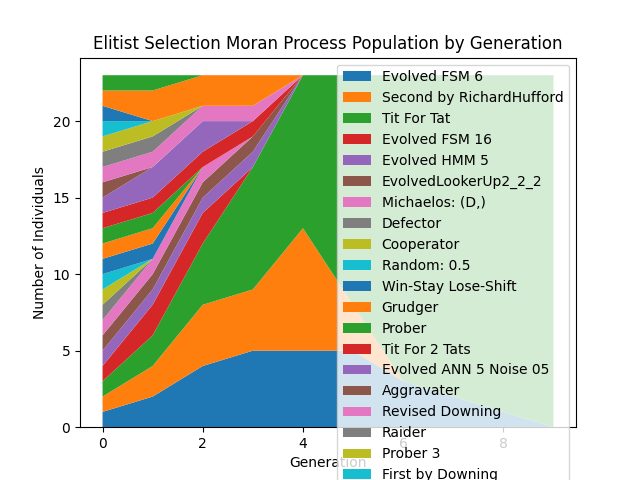 Elitist Selection Moran Process Population by Generation
Number of Individuals
20
15
10
5
0
0
2
4
6
8
Generation
Evolved FSM 6
Second by RichardHufford
Tit For Tat
Evolved FSM 16
Evolved HMM 5
EvolvedLookerUp2_2_2
Michaelos: (D,)
Defector
Cooperator
Random: 0.5
Win-Stay Lose-Shift
Grudger
Prober
Tit For 2 Tats
Evolved ANN 5 Noise 05
Aggravater
Revised Downing
Raider
Prober 3
First by Downing